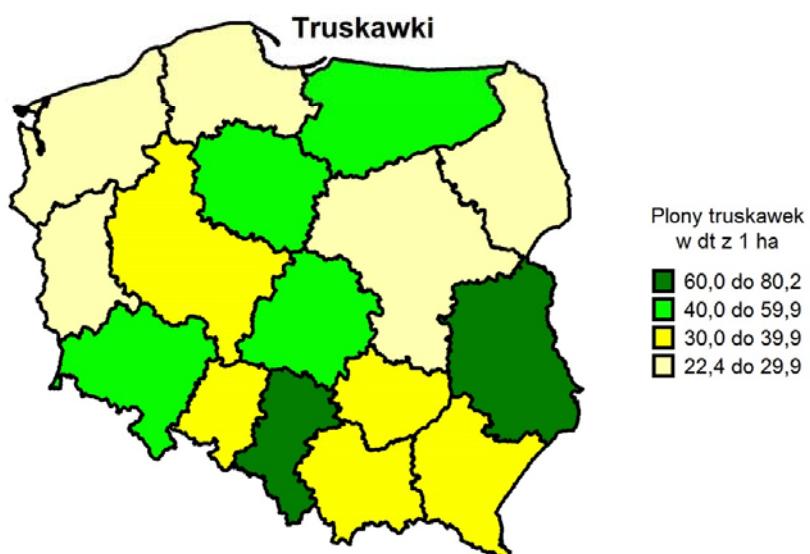 Truskawki
Plony truskawek
w dt z 1 ha
60,0 do 80,2
40,0 do 59,9
30,0 do 39,9
22,4 do 29,9